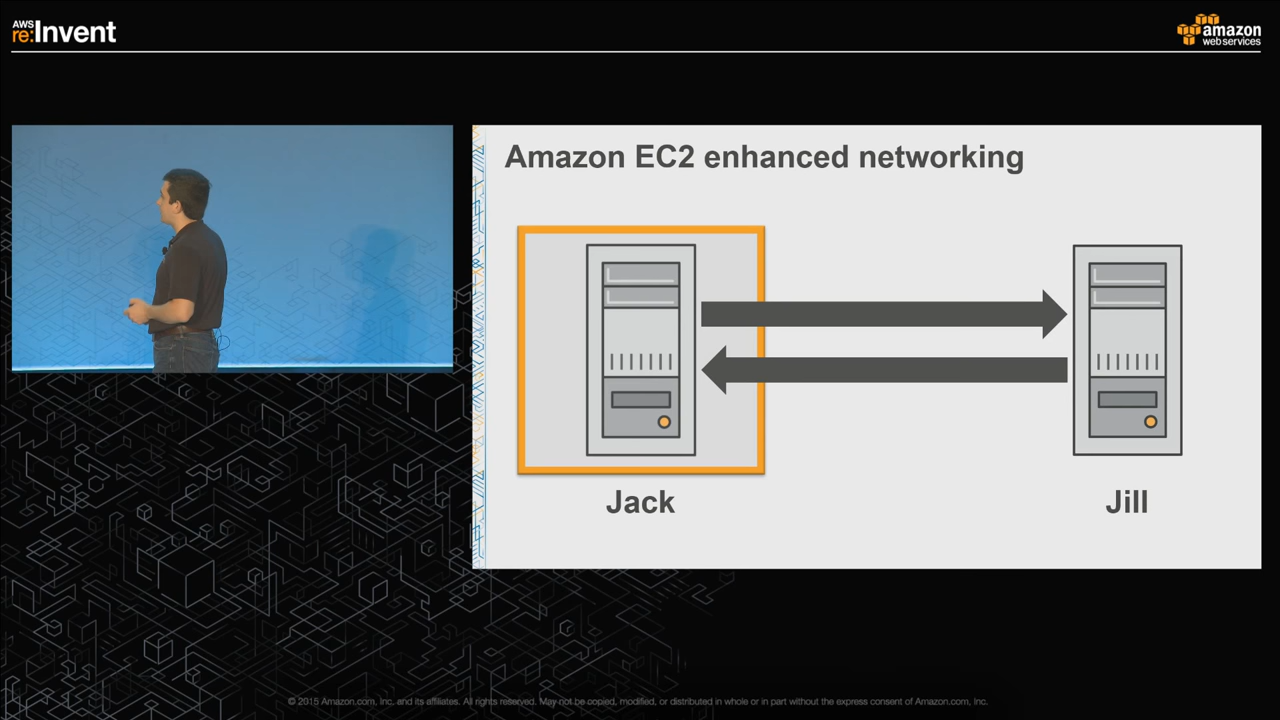 AWS
re:Invent
amazon
webservices
Amazon EC2 enhanced networking
Jack
Jill
© 2015 Amazon.com, Inc. and its affiliates. All rights reserved. May not be copied, modified, or distributed in whole or in part without the express consent of Amazon.com, Inc.